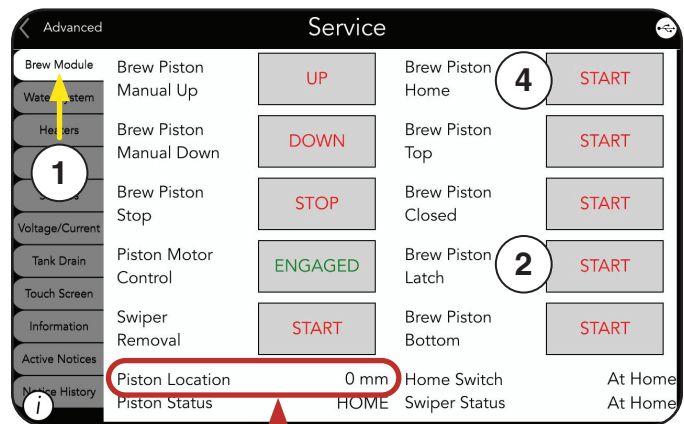 Advanced
Service
Brew Module
Water System
Heaters
1
Voltage/Current
Tank Drain
Touch Screen
Information
Active Notices
Notice History
i
Brew Piston
Manual Up
UP
Brew Piston
Home
4
START
Brew Piston
Manual Down
DOWN
Brew Piston
Top
START
Brew Piston
Stop
STOP
Brew Piston
Closed
START
Piston Motor
Control
ENGAGED
Brew Piston
Latch
2
START
Swiper
Removal
START
Brew Piston
Bottom
START
Piston Location 0 mm
Home Switch At Home
Piston Status HOME
Swiper Status At Home